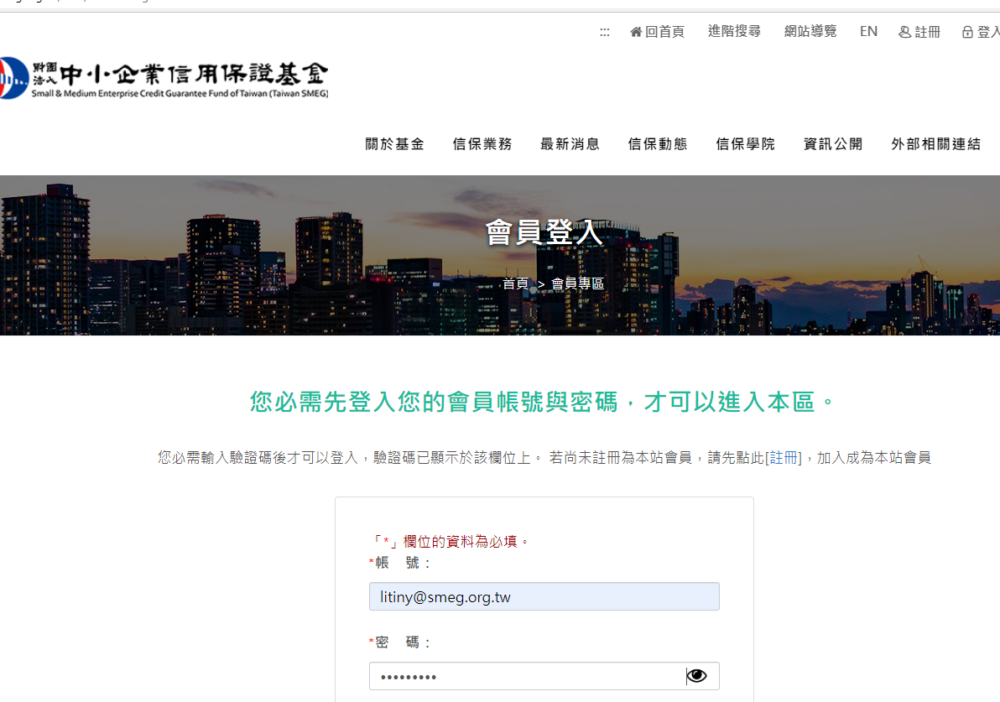 ::: 回首頁 進階搜尋 網站導覽 EN 註冊 登入
財團法人中小企業信用保證基金
Small & Medium Enterprise Credit Guarantee Fund of Taiwan (Taiwan SMEG)
關於基金 信保業務 最新消息 信保動態 信保學院 資訊公開 外部相關連結
會員登入
首頁 > 會員專區
您必需先登入您的會員帳號與密碼，才可以進入本區。
您必需輸入驗證碼後才可以登入，驗證碼已顯示於該欄位上。 若尚未註冊為本站會員，請先點此[註冊]，加入成為本站會員
「*」欄位的資料為必填。
*帳 號：
litiny@smeg.org.tw
*密 碼：
•••••••••